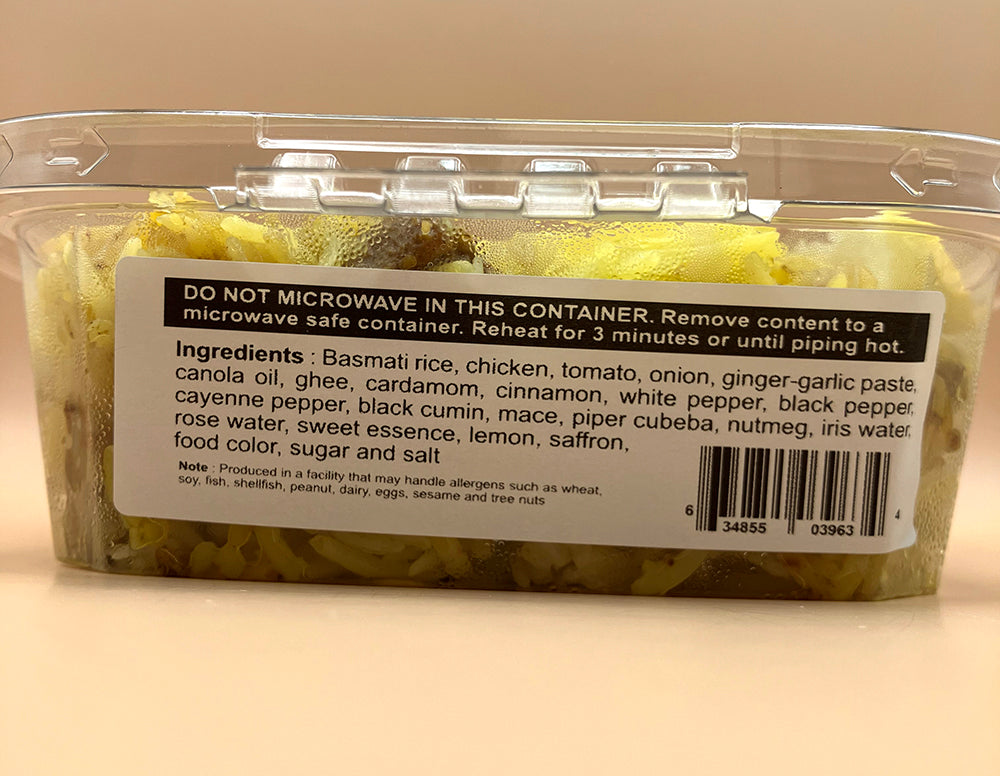 DO NOT MICROWAVE IN THIS CONTAINER. Remove content to a
microwave safe container. Reheat for 3 minutes or until piping hot.
Ingredients : Basmati rice, chicken, tomato, onion, ginger-garlic paste,
canola oil, ghee, cardamom, cinnamon, white pepper, black pepper,
cayenne pepper, black cumin, mace, piper cubeba, nutmeg, iris water,
rose water, sweet essence, lemon, saffron,
food color, sugar and salt
Note : Produced in a facility that may handle allergens such as wheat,
soy, fish, shellfish, peanut, dairy, eggs, sesame and tree nuts
6 34855 03963 4